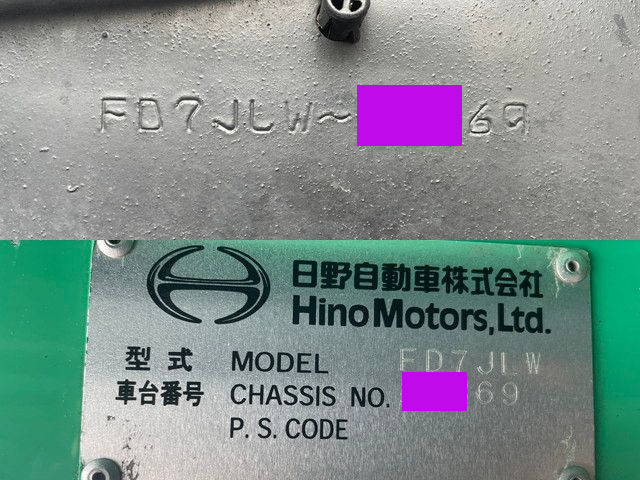 FD7JLW~ 69
日野自動車株式会社
Hino Motors, Ltd.
型式 MODEL FD7JLW
車台番号 CHASSIS NO. 69
P. S. CODE